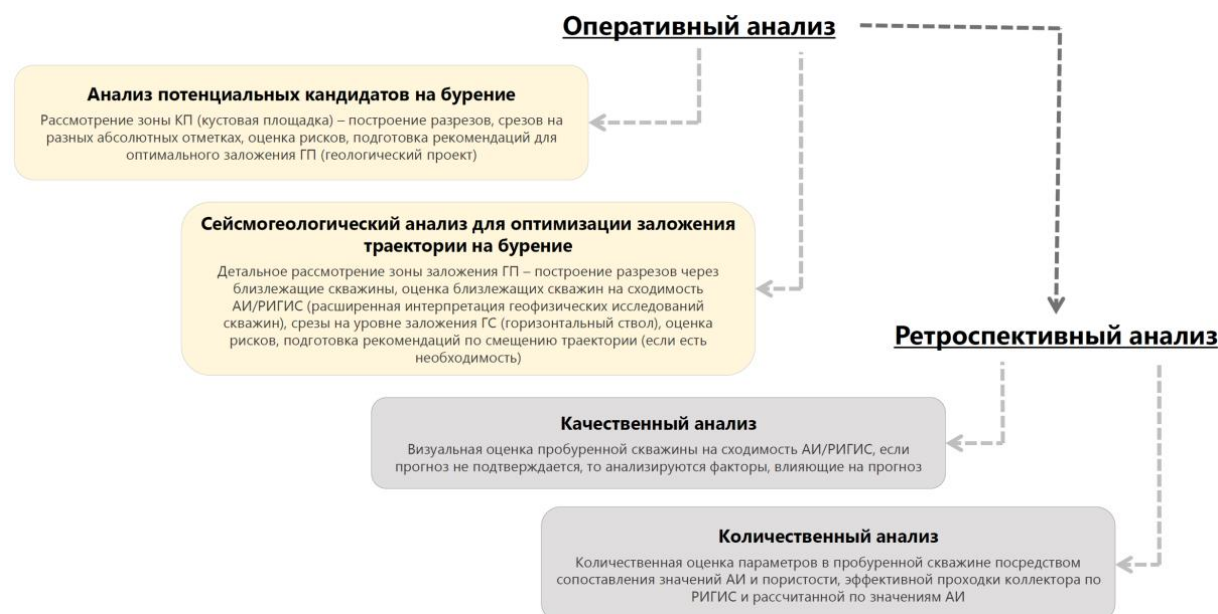 Оперативный анализ
Анализ потенциальных кандидатов на бурение
Рассмотрение зоны КП (кустовая площадка) – построение разрезов, срезов на
разных абсолютных отметках, оценка рисков, подготовка рекомендаций для
оптимального заложения ГП (геологический проект)
Сейсмогеологический анализ для оптимизации заложения
траектории на бурение
Детальное рассмотрение зоны заложения ГП – построение разрезов через
близлежащие скважины, оценка близлежащих скважин на сходимость
АИ/РИГИС (расширенная интерпретация геофизических исследований
скважин), срезы на уровне заложения ГС (горизонтальный ствол), оценка
рисков, подготовка рекомендаций по смещению траектории (если есть
необходимость)
Ретроспективный анализ
Качественный анализ
Визуальная оценка пробуренной скважины на сходимость АИ/РИГИС, если
прогноз не подтверждается, то анализируются факторы, влияющие на прогноз
Количественный анализ
Количественная оценка параметров в пробуренной скважине посредством
сопоставления значений АИ и пористости, эффективной проходки коллектора по
РИГИС и рассчитанной по значениям АИ